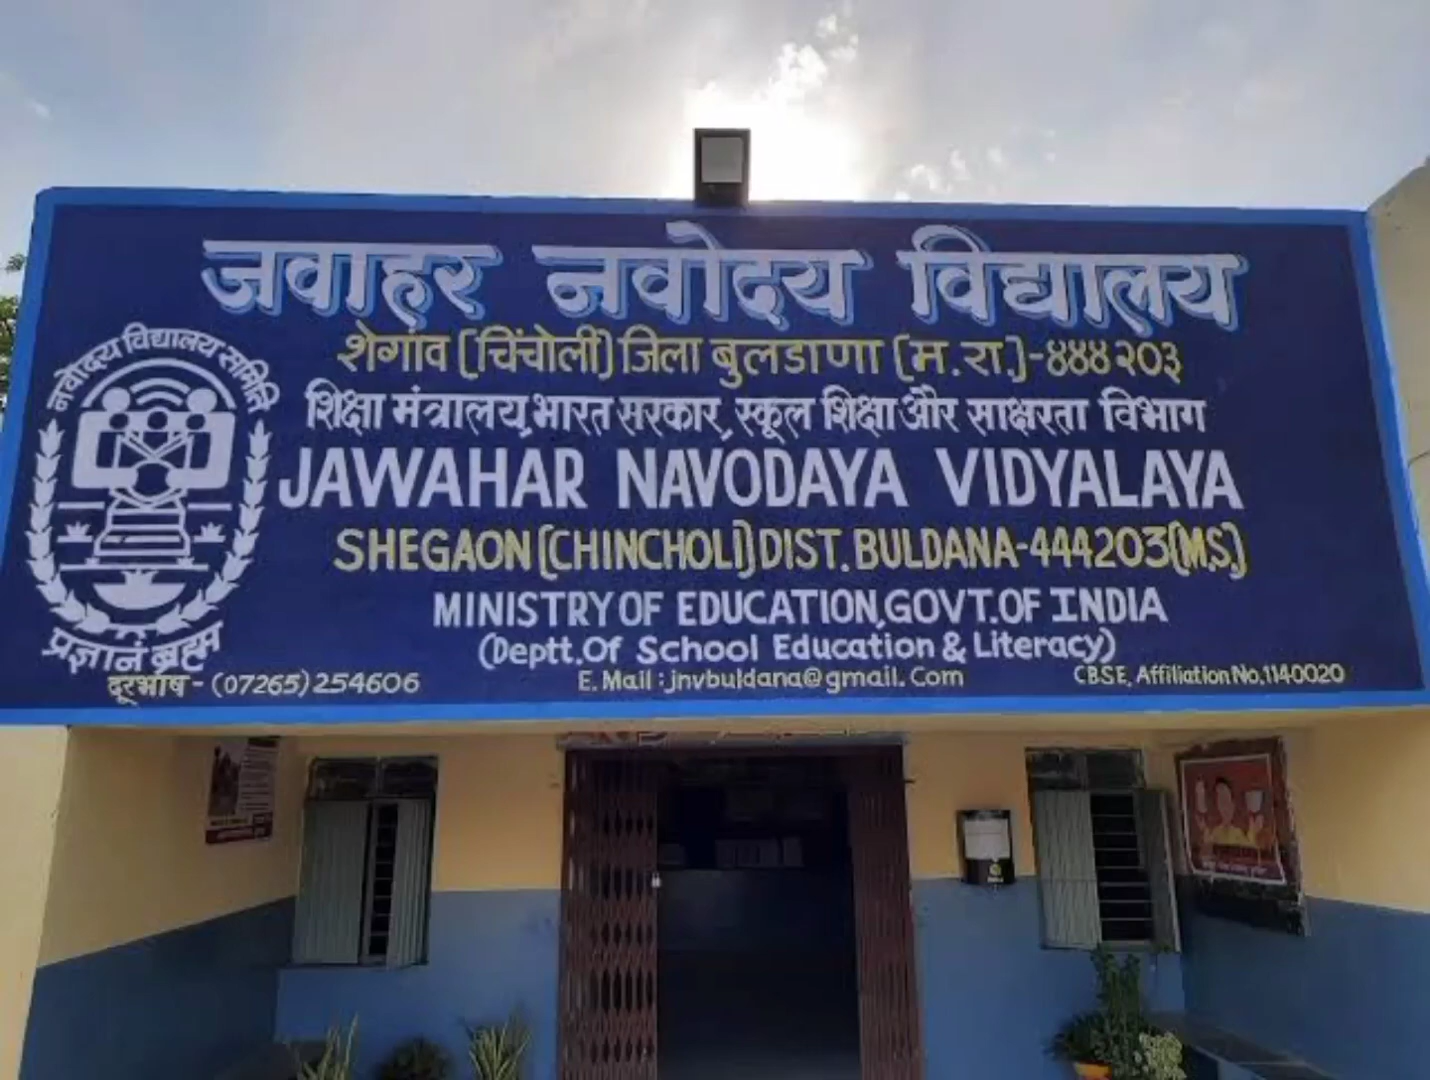 जवाहर नवोदय विद्यालय
शेगांव (चिंचोली) जिला बुलडाणा (म.रा.)-४४४२०३
शिक्षा मंत्रालय, भारत सरकार, स्कूल शिक्षा और साक्षरता विभाग
नवोदय विद्यालय समिति
JAWAHAR NAVODAYA VIDYALAYA
SHEGAON (CHINCHOLI) DIST. BULDANA-444203(M.S.)
MINISTRY OF EDUCATION, GOVT. OF INDIA
(Deptt. Of School Education & Literacy)
प्रज्ञानं ब्रह्म
दूरभाष - (07265) 254606
E. Mail : jnvbuldana@gmail. Com
CBSE, Affiliation No. 1140020